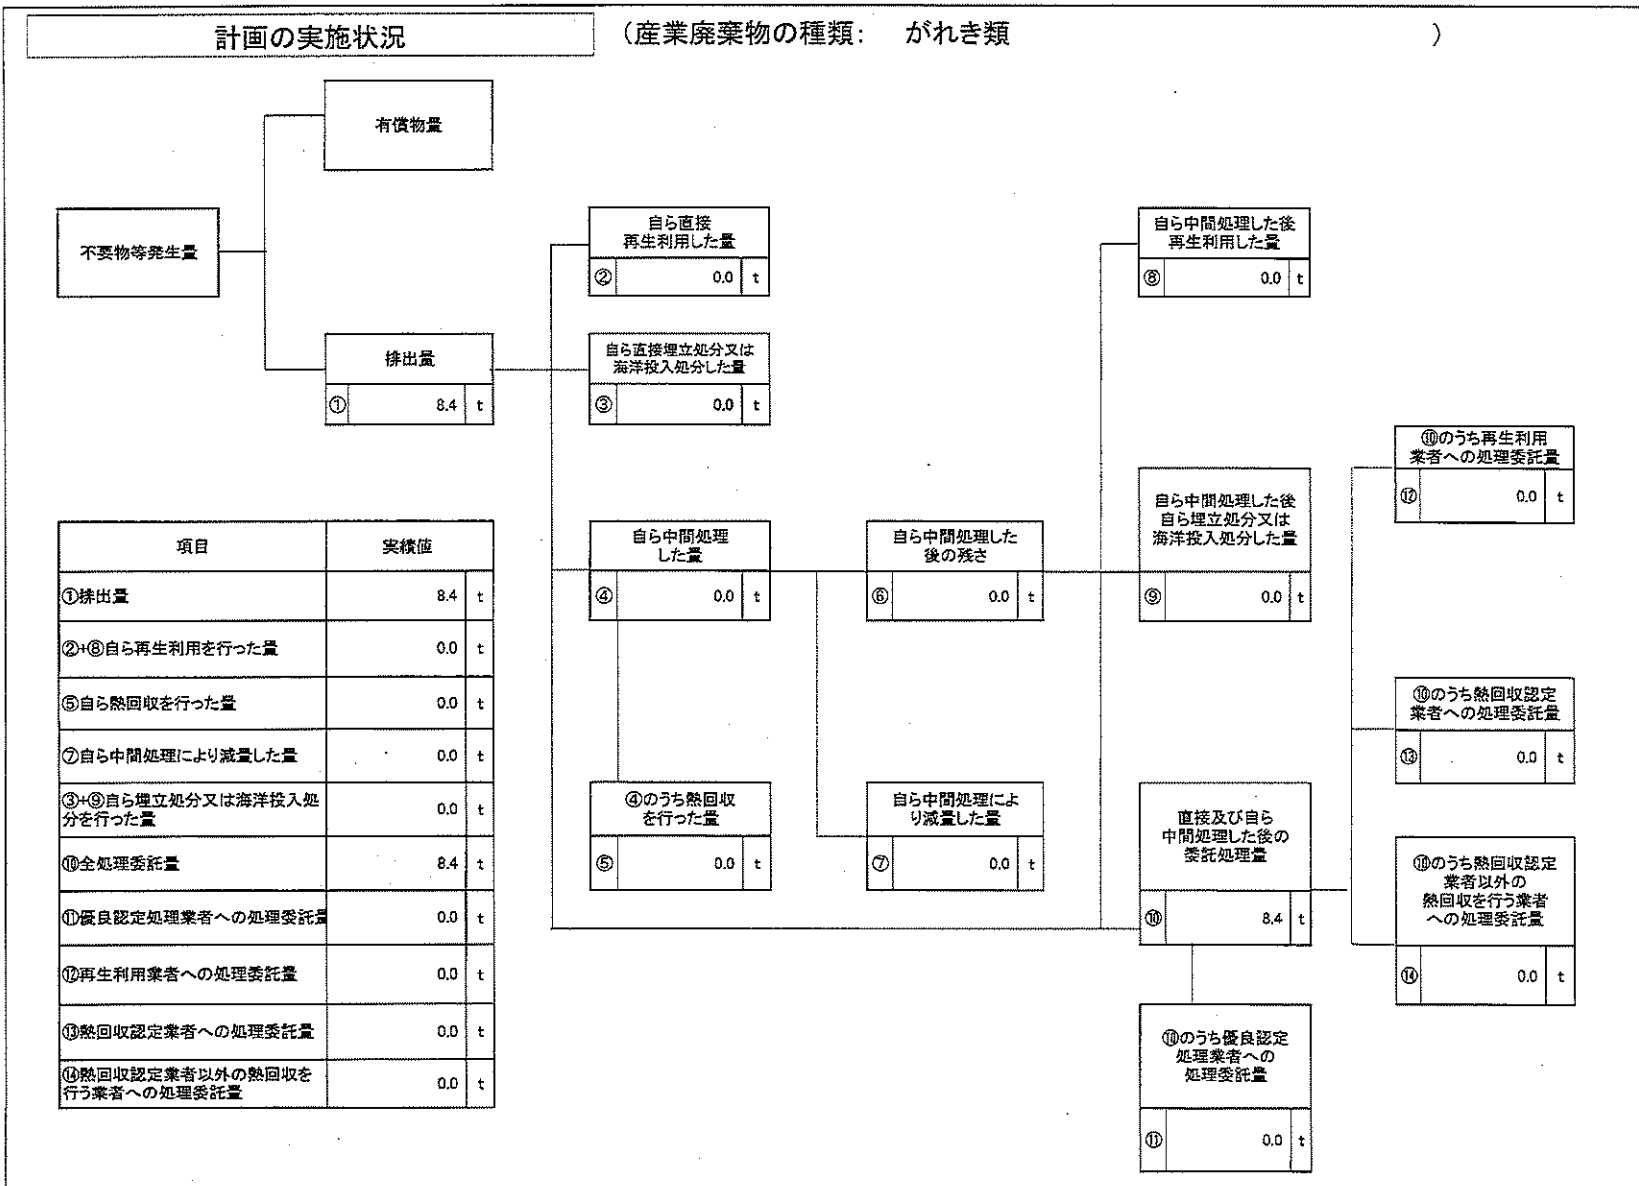 計画の実施状況 (産業廃棄物の種類: がれき類 )
有償物量
不要物等発生量
排出量
① 8.4 t
自ら直接
再生利用した量
② 0.0 t
自ら直接埋立処分又は
海洋投入処分した量
③ 0.0 t
自ら中間処理
した量
④ 0.0 t
④のうち熱回収
を行った量
⑤ 0.0 t
自ら中間処理した
後の残さ
⑥ 0.0 t
自ら中間処理によ
り減量した量
⑦ 0.0 t
自ら中間処理した後
再生利用した量
⑧ 0.0 t
自ら中間処理した後
自ら埋立処分又は
海洋投入処分した量
⑨ 0.0 t
直接及び自ら
中間処理した後の
委託処理量
⑩ 8.4 t
⑩のうち優良認定
処理業者への
処理委託量
⑪ 0.0 t
⑩のうち再生利用
業者への処理委託量
⑫ 0.0 t
⑩のうち熱回収認定
業者への処理委託量
⑬ 0.0 t
⑩のうち熱回収認定
業者以外の
熱回収を行う業者
への処理委託量
⑭ 0.0 t
項目 実績値
①排出量 8.4 t
②+⑧自ら再生利用を行った量 0.0 t
⑤自ら熱回収を行った量 0.0 t
⑦自ら中間処理により減量した量 0.0 t
③+⑨自ら埋立処分又は海洋投入処
分を行った量 0.0 t
⑩全処理委託量 8.4 t
⑪優良認定処理業者への処理委託量 0.0 t
⑫再生利用業者への処理委託量 0.0 t
⑬熱回収認定業者への処理委託量 0.0 t
⑭熱回収認定業者以外の熱回収を
行う業者への処理委託量 0.0 t